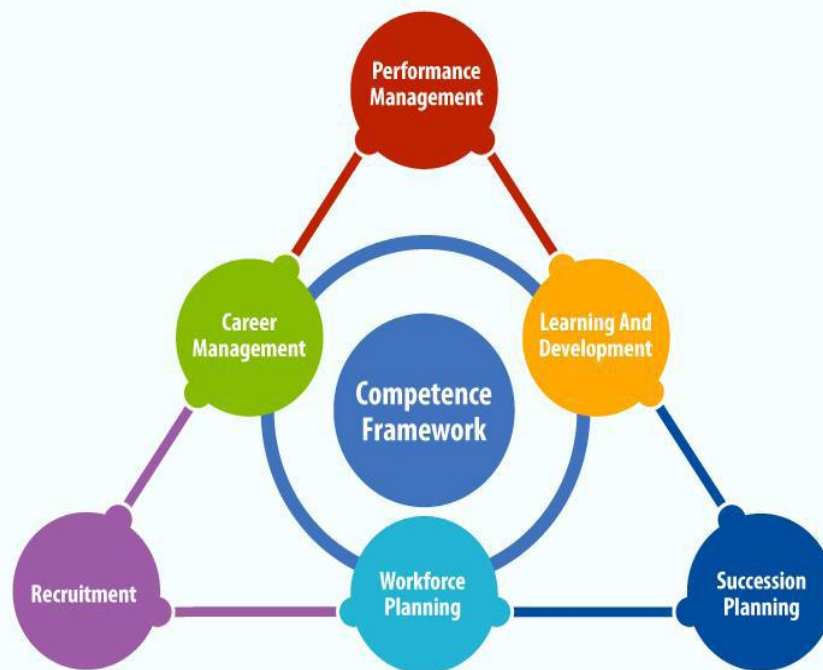 Performance
Management
Career
Management
Learning And
Development
Competence
Framework
Recruitment
Workforce
Planning
Succession
Planning